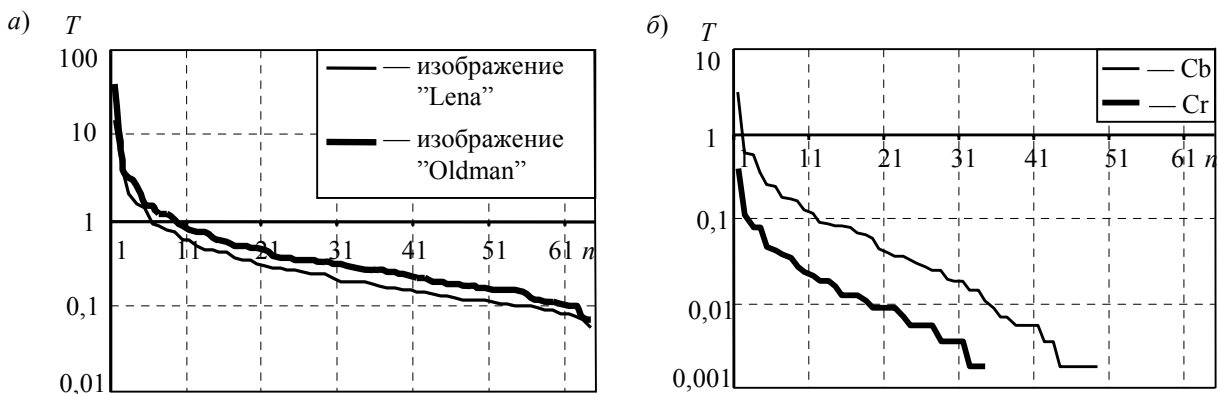 а) T
100
10
1
0,1
0,01
1 11 21 31 41 51 61 n
— изображение
”Lena”
— изображение
”Oldman”
б) T
10
1
0,1
0,01
0,001
1 11 21 31 41 51 61 n
— Cb
— Cr